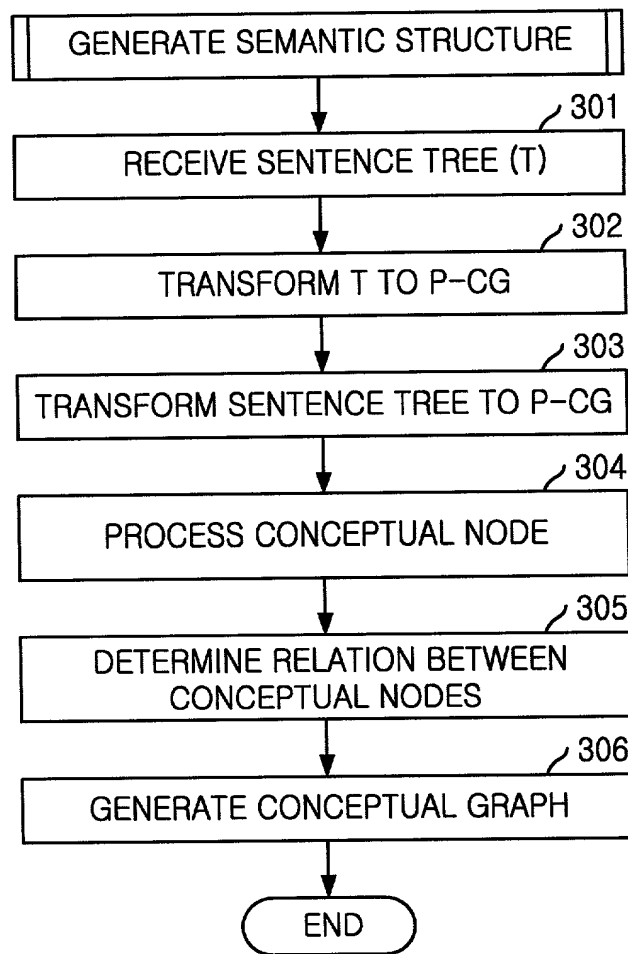 GENERATE SEMANTIC STRUCTURE
301
RECEIVE SENTENCE TREE (T)
302
TRANSFORM T TO P-CG
303
TRANSFORM SENTENCE TREE TO P-CG
304
PROCESS CONCEPTUAL NODE
305
DETERMINE RELATION BETWEEN
CONCEPTUAL NODES
306
GENERATE CONCEPTUAL GRAPH
END